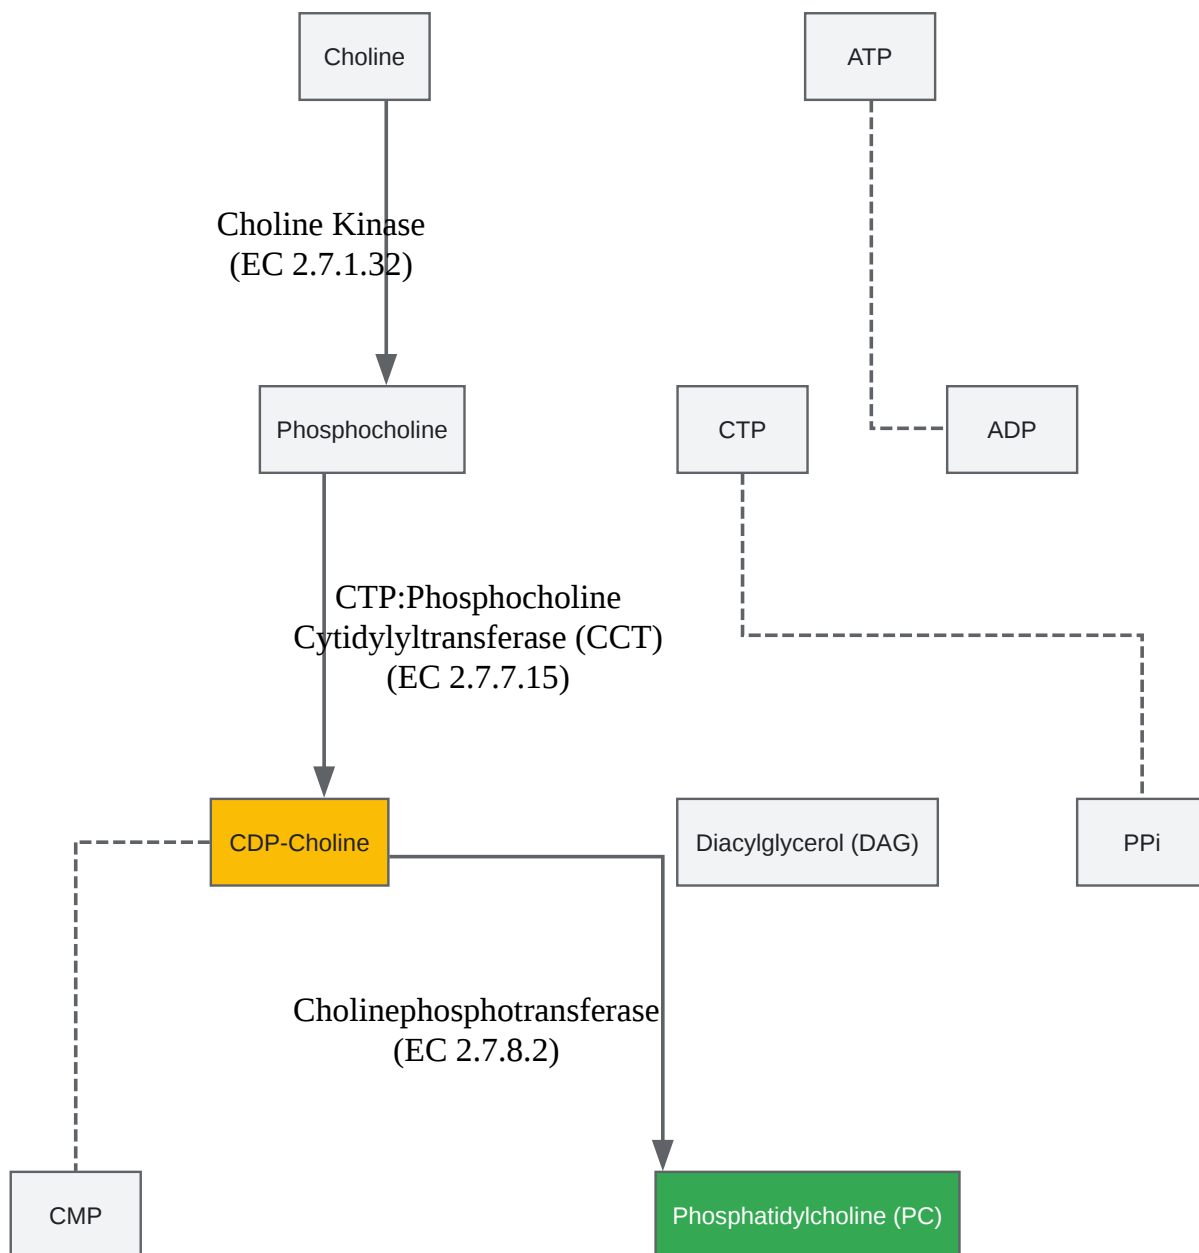 Choline
ATP
Choline Kinase
(EC 2.7.1.32)
Phosphocholine
CTP
ADP
CTP:Phosphocholine
Cytidylyltransferase (CCT)
(EC 2.7.7.15)
CDP-Choline
Diacylglycerol (DAG)
PPi
Cholinephosphotransferase
(EC 2.7.8.2)
CMP
Phosphatidylcholine (PC)